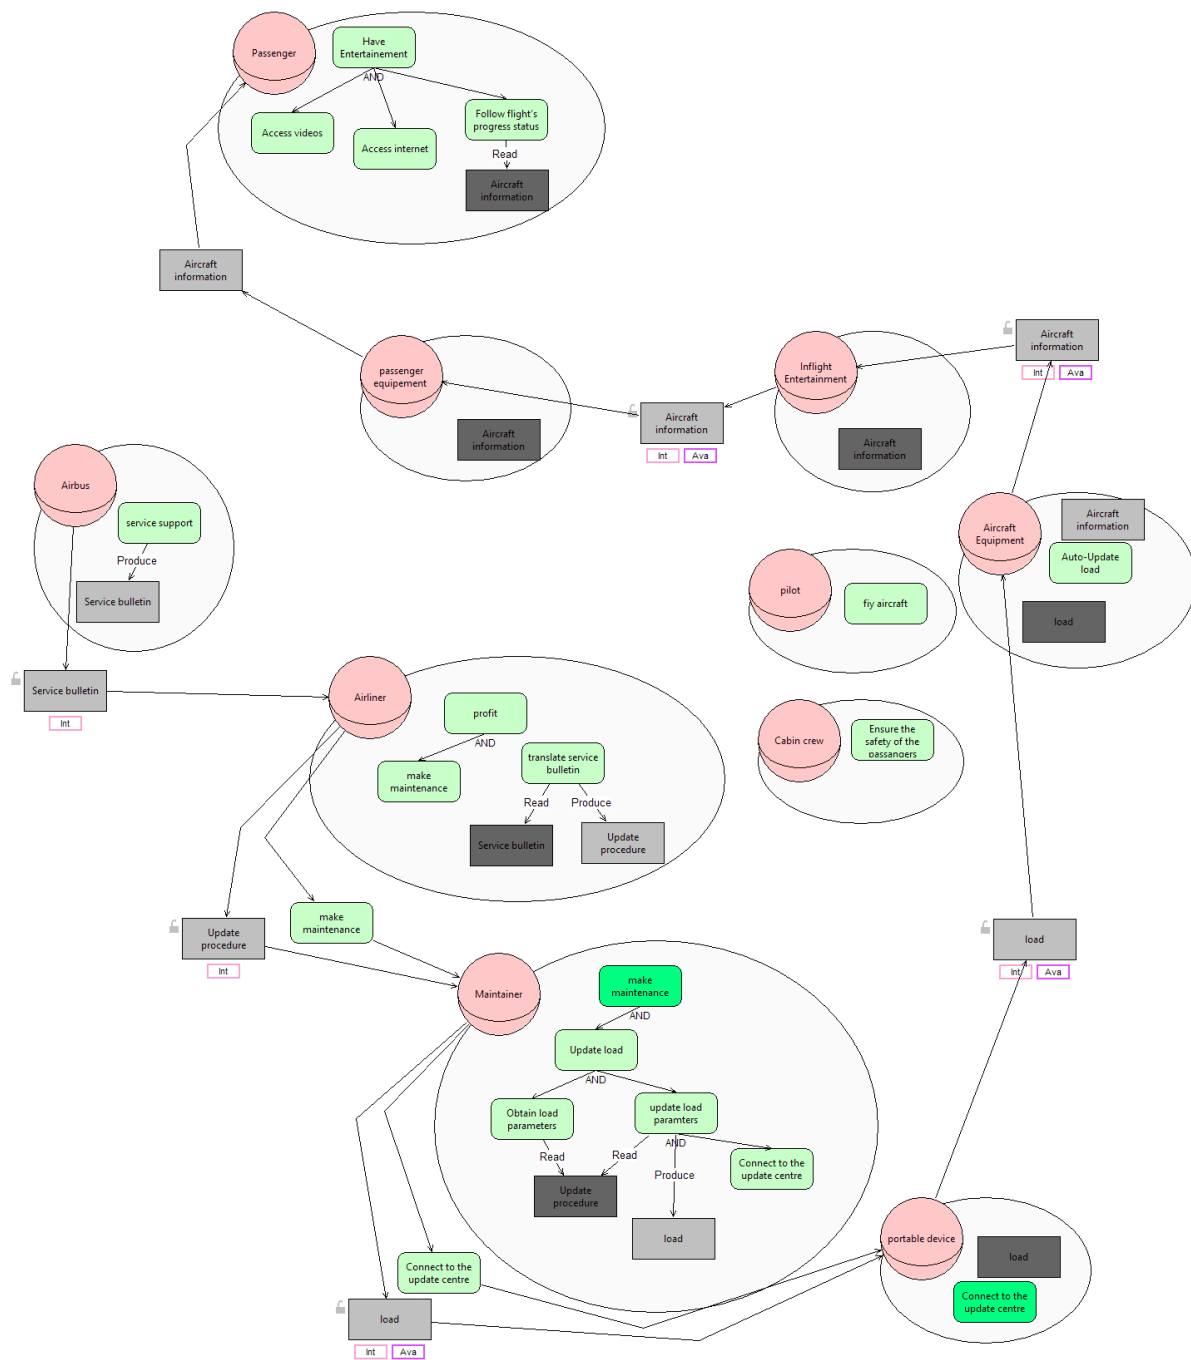 Passenger
Have
Entertainement
AND
Access videos
Access internet
Follow flight's
progress status
Read
Aircraft
information
Aircraft
information
passenger
equipement
Aircraft
information
Aircraft
information
Int
Ava
Inflight
Entertainment
Aircraft
information
Aircraft
information
Int
Ava
Airbus
service support
Produce
Service bulletin
Service bulletin
Int
Aircraft
Equipment
Aircraft
information
Auto-Update
load
load
pilot
fiy aircraft
Cabin crew
Ensure the
safety of the
passangers
Airliner
profit
AND
make
maintenance
translate service
bulletin
Read
Produce
Service bulletin
Update
procedure
Update
procedure
Int
make
maintenance
load
Int
Ava
Maintainer
make
maintenance
AND
Update load
AND
Obtain load
parameters
update load
paramters
Read
Read
AND
Produce
Connect to the
update centre
Update
procedure
load
Connect to the
update centre
load
Int
Ava
portable device
load
Connect to the
update centre